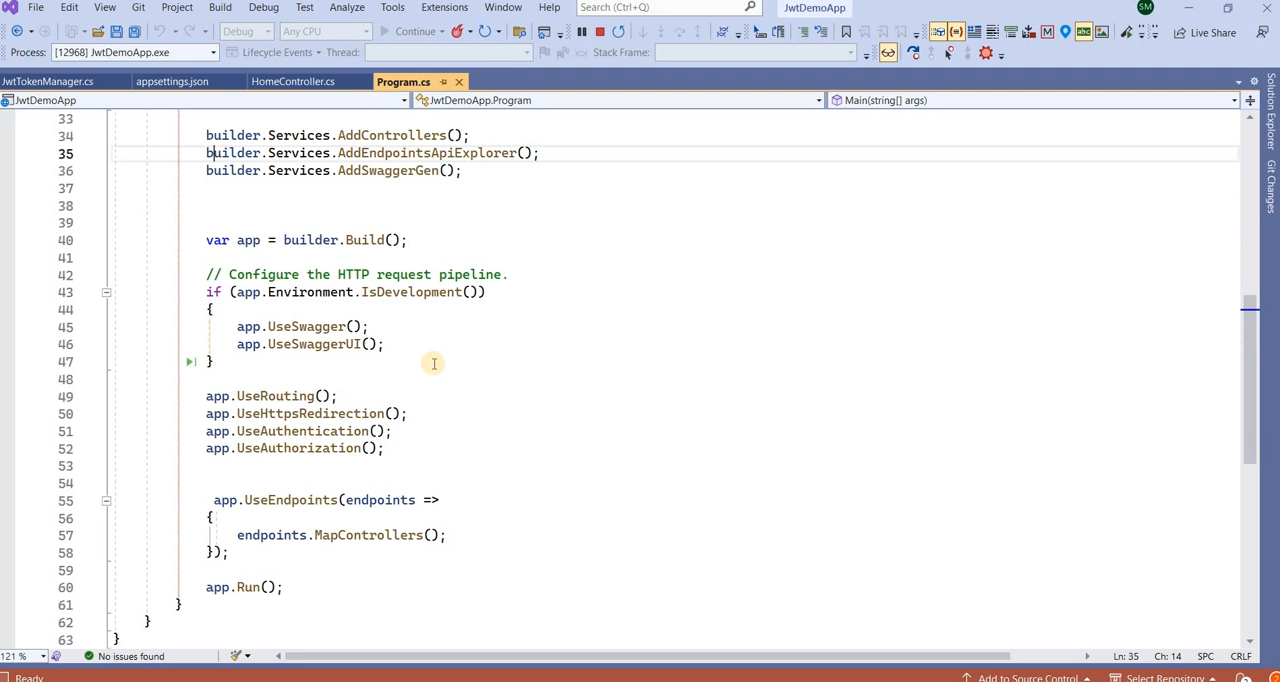 File Edit View Git Project Build Debug Test Analyze Tools Extensions Window Help Search (Ctrl+Q) JwtDemoApp SM
Debug Any CPU Continue Live Share
Process: [12968] JwtDemoApp.exe Lifecycle Events Thread: Stack Frame:
JwtTokenManager.cs appsettings.json HomeController.cs Program.cs
JwtDemoApp JwtDemoApp.Program Main(string[] args)
33
34 builder.Services.AddControllers();
35 builder.Services.AddEndpointsApiExplorer();
36 builder.Services.AddSwaggerGen();
37
38
39
40 var app = builder.Build();
41
42 // Configure the HTTP request pipeline.
43 if (app.Environment.IsDevelopment())
44 {
45 app.UseSwagger();
46 app.UseSwaggerUI();
47 }
48
49 app.UseRouting();
50 app.UseHttpsRedirection();
51 app.UseAuthentication();
52 app.UseAuthorization();
53
54
55 app.UseEndpoints(endpoints =>
56 {
57 endpoints.MapControllers();
58 });
59
60 app.Run();
61 }
62 }
63 }
Solution Explorer
Git Changes
121 % No issues found Ln: 35 Ch: 14 SPC CRLF
Ready Add to Source Control Select Repository